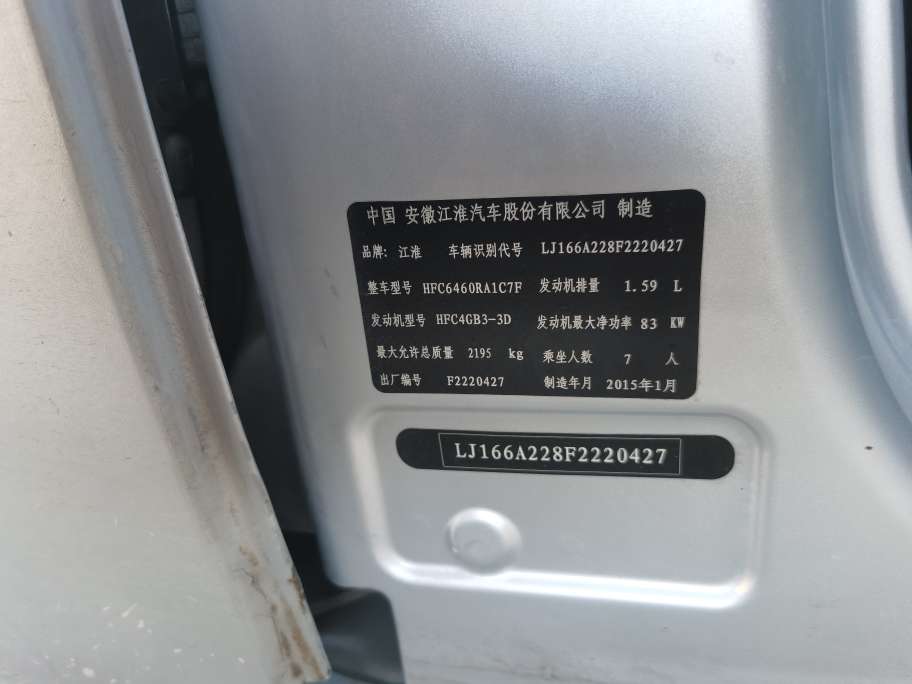 中国 安徽江淮汽车股份有限公司 制造
品牌: 江淮 车辆识别代号 LJ166A228F2220427
整车型号 HFC6460RA1C7F 发动机排量 1.59 L
发动机型号 HFC4GB3-3D 发动机最大净功率 83 KW
最大允许总质量 2195 kg 乘坐人数 7 人
出厂编号 F2220427 制造年月 2015年1月
LJ166A228F2220427